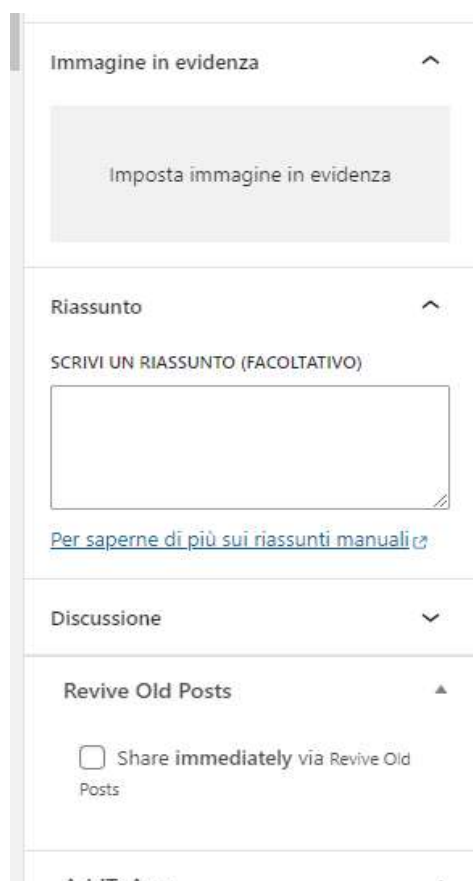 Immagine in evidenza
Imposta immagine in evidenza
Riassunto
SCRIVI UN RIASSUNTO (FACOLTATIVO)
Per saperne di più sui riassunti manuali
Discussione
Revive Old Posts
Share immediately via Revive Old
Posts